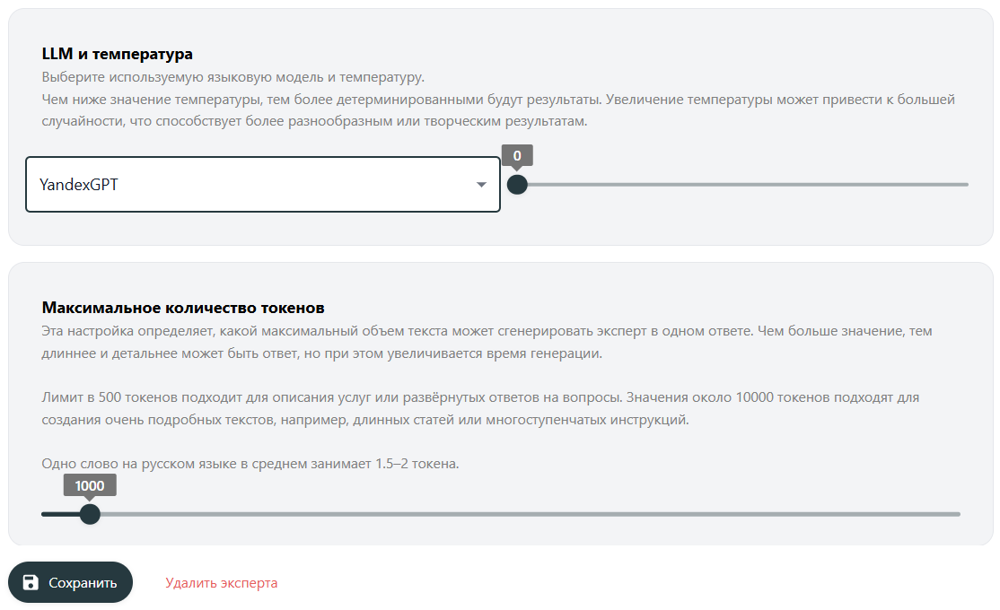 LLM и температура
Выберите используемую языковую модель и температуру.
Чем ниже значение температуры, тем более детерминированными будут результаты. Увеличение температуры может привести к большей
случайности, что способствует более разнообразным или творческим результатам.
0
YandexGPT
Максимальное количество токенов
Эта настройка определяет, какой максимальный объем текста может сгенерировать эксперт в одном ответе. Чем больше значение, тем
длиннее и детальнее может быть ответ, но при этом увеличивается время генерации.
Лимит в 500 токенов подходит для описания услуг или развёрнутых ответов на вопросы. Значения около 10000 токенов подходят для
создания очень подробных текстов, например, длинных статей или многоступенчатых инструкций.
Одно слово на русском языке в среднем занимает 1.5–2 токена.
1000
Сохранить
Удалить эксперта